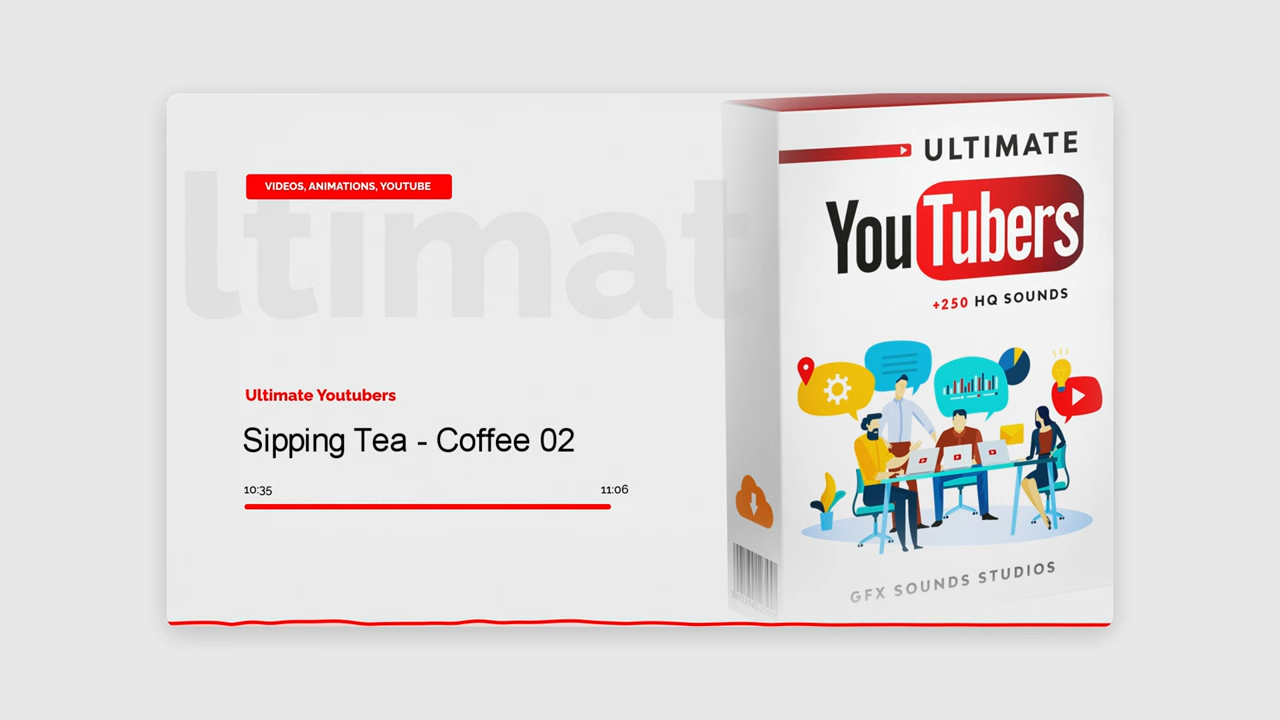 VIDEOS, ANIMATIONS, YOUTUBE
ltimat
Ultimate Youtubers
Sipping Tea - Coffee 02
10:35
11:06
ULTIMATE
YouTubers
+250 HQ SOUNDS
GFX SOUNDS STUDIOS